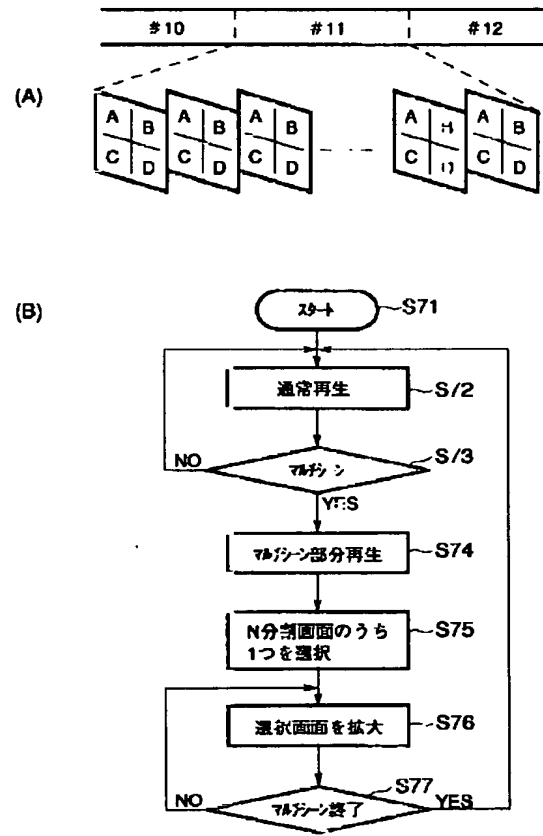 #10 #11 #12
(A)
A B A B A B A A B
C D C D C D C C D
(B)
スタート S71
通常再生 S72
マルチシーン S73
NO
YES
マルチシーン部分再生 S74
N分割画面のうち S75
1つを選択
選択画面を拡大 S76
マルチシーン終了 S77
NO YES